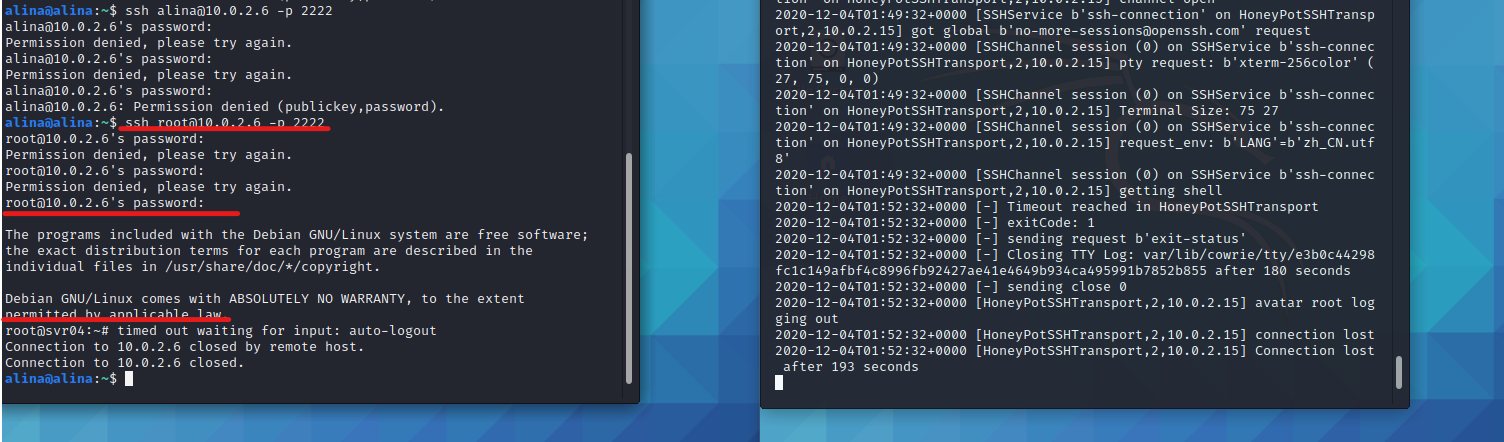 alina@alina:~$ ssh alina@10.0.2.6 -p 2222
alina@10.0.2.6's password:
Permission denied, please try again.
alina@10.0.2.6's password:
Permission denied, please try again.
alina@10.0.2.6's password:
alina@10.0.2.6: Permission denied (publickey,password).
alina@alina:~$ ssh root@10.0.2.6 -p 2222
root@10.0.2.6's password:
Permission denied, please try again.
root@10.0.2.6's password:
Permission denied, please try again.
root@10.0.2.6's password:
The programs included with the Debian GNU/Linux system are free software;
the exact distribution terms for each program are described in the
individual files in /usr/share/doc/*/copyright.
Debian GNU/Linux comes with ABSOLUTELY NO WARRANTY, to the extent
permitted by applicable law.
root@svr04:~# timed out waiting for input: auto-logout
Connection to 10.0.2.6 closed by remote host.
Connection to 10.0.2.6 closed.
alina@alina:~$
2020-12-04T01:49:32+0000 [SSHService b'ssh-connection' on HoneyPotSSHTransp
ort,2,10.0.2.15] got global b'no-more-sessions@openssh.com' request
2020-12-04T01:49:32+0000 [SSHChannel session (0) on SSHService b'ssh-connec
tion' on HoneyPotSSHTransport,2,10.0.2.15] pty request: b'xterm-256color' (
27, 75, 0, 0)
2020-12-04T01:49:32+0000 [SSHChannel session (0) on SSHService b'ssh-connec
tion' on HoneyPotSSHTransport,2,10.0.2.15] Terminal Size: 75 27
2020-12-04T01:49:32+0000 [SSHChannel session (0) on SSHService b'ssh-connec
tion' on HoneyPotSSHTransport,2,10.0.2.15] request_env: b'LANG'=b'zh_CN.utf
8'
2020-12-04T01:49:32+0000 [SSHChannel session (0) on SSHService b'ssh-connec
tion' on HoneyPotSSHTransport,2,10.0.2.15] getting shell
2020-12-04T01:52:32+0000 [-] Timeout reached in HoneyPotSSHTransport
2020-12-04T01:52:32+0000 [-] exitCode: 1
2020-12-04T01:52:32+0000 [-] sending request b'exit-status'
2020-12-04T01:52:32+0000 [-] Closing TTY Log: var/lib/cowrie/tty/e3b0c44298
fc1c149afbf4c8996fb92427ae41e4649b934ca495991b7852b855 after 180 seconds
2020-12-04T01:52:32+0000 [-] sending close 0
2020-12-04T01:52:32+0000 [HoneyPotSSHTransport,2,10.0.2.15] avatar root log
ging out
2020-12-04T01:52:32+0000 [HoneyPotSSHTransport,2,10.0.2.15] connection lost
2020-12-04T01:52:32+0000 [HoneyPotSSHTransport,2,10.0.2.15] Connection lost
after 193 seconds